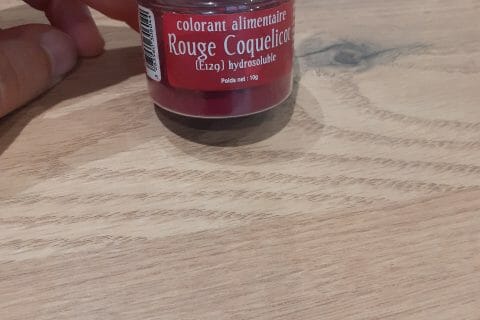 colorant alimentaire
Rouge Coquelicot
(E129) hydrosoluble
Poids net : 10g